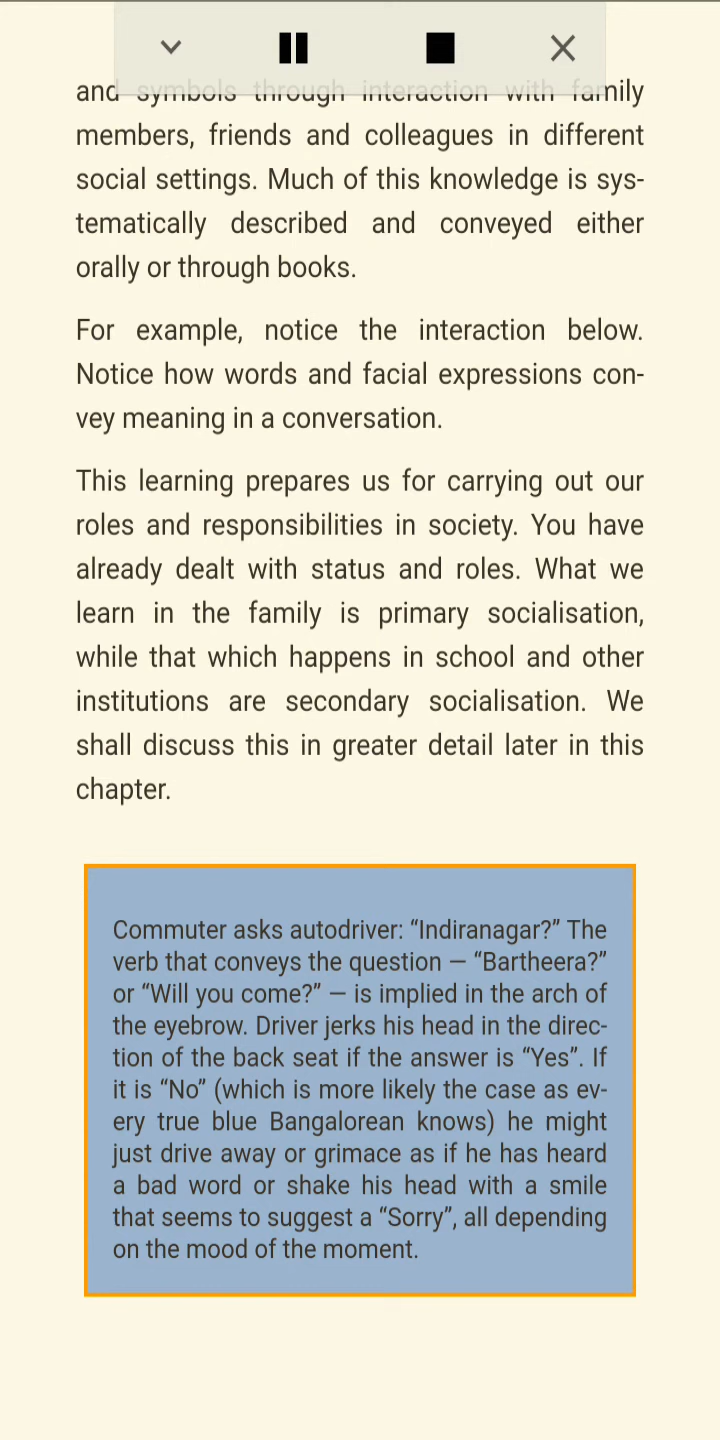 and symbols through interaction with family
members, friends and colleagues in different
social settings. Much of this knowledge is sys-
tematically described and conveyed either
orally or through books.
For example, notice the interaction below.
Notice how words and facial expressions con-
vey meaning in a conversation.
This learning prepares us for carrying out our
roles and responsibilities in society. You have
already dealt with status and roles. What we
learn in the family is primary socialisation,
while that which happens in school and other
institutions are secondary socialisation. We
shall discuss this in greater detail later in this
chapter.
Commuter asks autodriver: “Indiranagar?” The
verb that conveys the question — “Bartheera?”
or “Will you come?” — is implied in the arch of
the eyebrow. Driver jerks his head in the direc-
tion of the back seat if the answer is “Yes”. If
it is “No” (which is more likely the case as ev-
ery true blue Bangalorean knows) he might
just drive away or grimace as if he has heard
a bad word or shake his head with a smile
that seems to suggest a “Sorry”, all depending
on the mood of the moment.